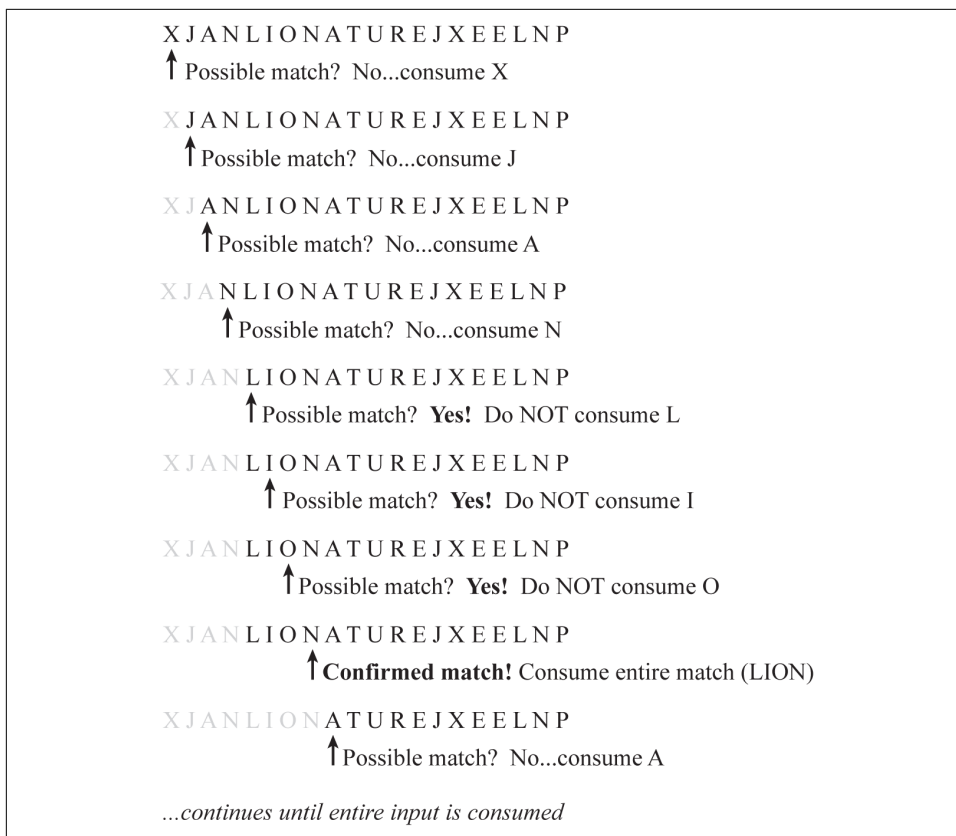 X J A N L I O N A T U R E J X E E L N P
Possible match? No...consume X
X J A N L I O N A T U R E J X E E L N P
Possible match? No...consume J
X J A N L I O N A T U R E J X E E L N P
Possible match? No...consume A
X J A N L I O N A T U R E J X E E L N P
Possible match? No...consume N
X J A N L I O N A T U R E J X E E L N P
Possible match? Yes! Do NOT consume L
X J A N L I O N A T U R E J X E E L N P
Possible match? Yes! Do NOT consume I
X J A N L I O N A T U R E J X E E L N P
Possible match? Yes! Do NOT consume O
X J A N L I O N A T U R E J X E E L N P
Confirmed match! Consume entire match (LION)
X J A N L I O N A T U R E J X E E L N P
Possible match? No...consume A
...continues until entire input is consumed